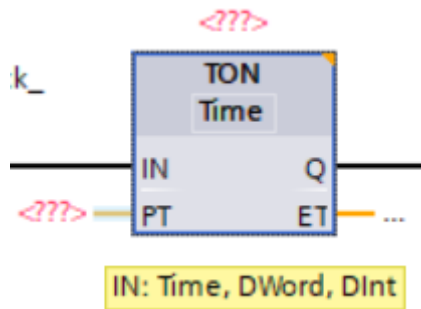 <???>
:k_
TON
Time
IN Q
<???> PT ET ...
IN: Time, DWord, DInt